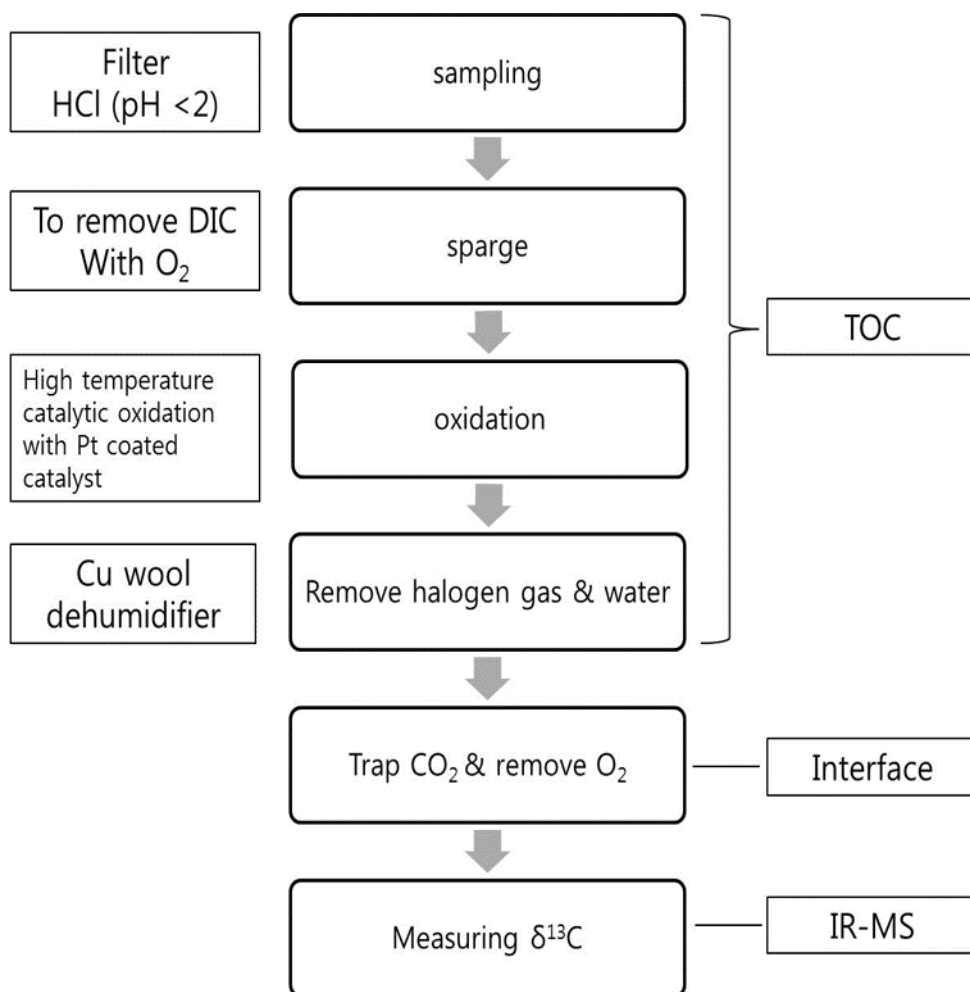 Filter
HCl (pH <2)
sampling
To remove DIC
With O₂
sparge
TOC
High temperature
catalytic oxidation
with Pt coated
catalyst
oxidation
Cu wool
dehumidifier
Remove halogen gas & water
Trap CO₂ & remove O₂
Interface
Measuring δ¹³C
IR-MS